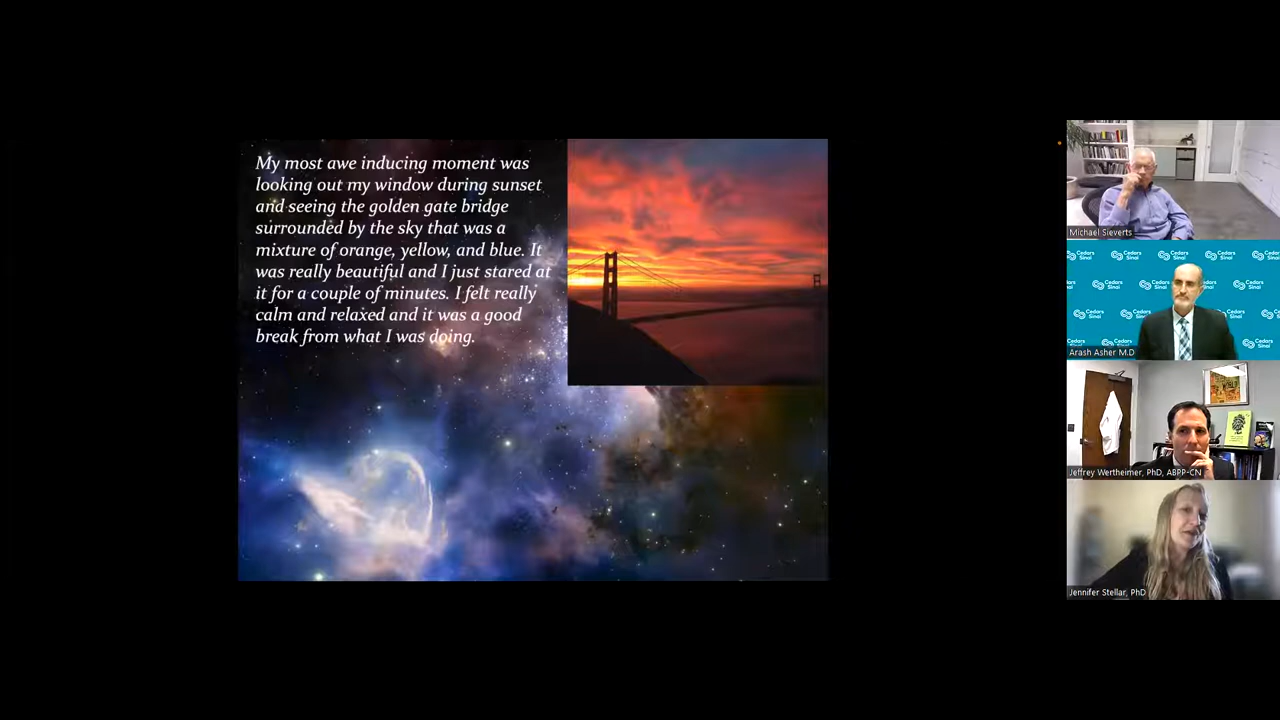 My most awe inducing moment was
looking out my window during sunset
and seeing the golden gate bridge
surrounded by the sky that was a
mixture of orange, yellow, and blue. It
was really beautiful and I just stared at
it for a couple of minutes. I felt really
calm and relaxed and it was a good
break from what I was doing.
Michael Sieverts
Cedars Sinai
Arash Asher M.D
Jeffrey Wertheimer, PhD, ABPP-CN
Jennifer Stellar, PhD